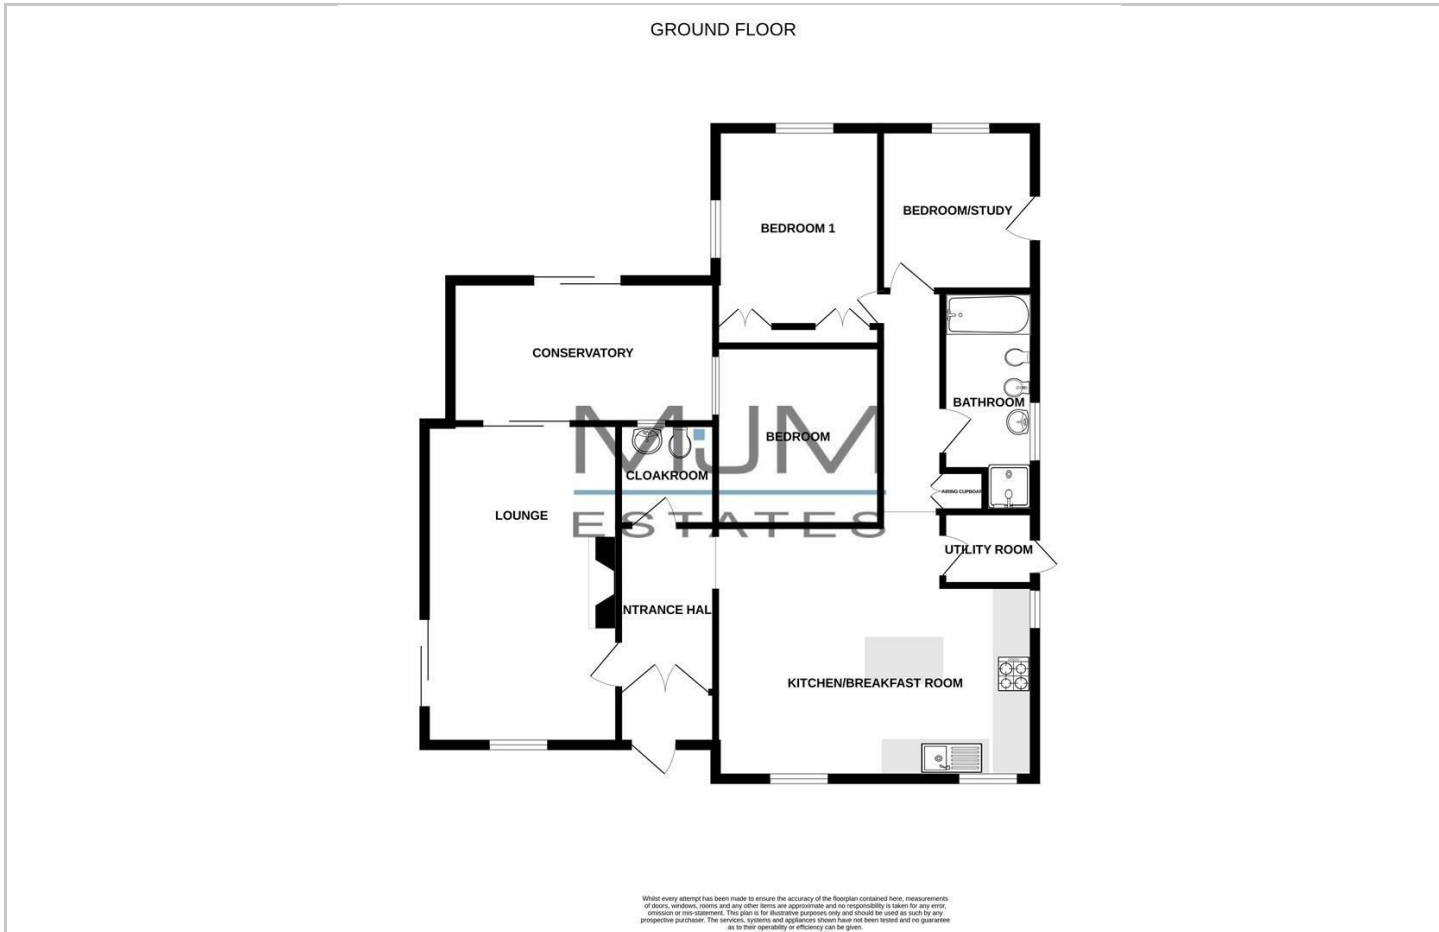 GROUND FLOOR
BEDROOM 1
BEDROOM/STUDY
CONSERVATORY
BATHROOM
BEDROOM
MJM
CLOAKROOM
AIRING CUPBOAR
LOUNGE
ESTATES
UTILITY ROOM
NTRANCE HAL
KITCHEN/BREAKFAST ROOM
Whilst every attempt has been made to ensure the accuracy of the floorplan contained here, measurements
of doors, windows, rooms and any other items are approximate and no responsibility is taken for any error,
omission or mis-statement. This plan is for illustrative purposes only and should be used as such by any
prospective purchaser. The services, systems and appliances shown have not been tested and no guarantee
as to their operability or efficiency can be given.